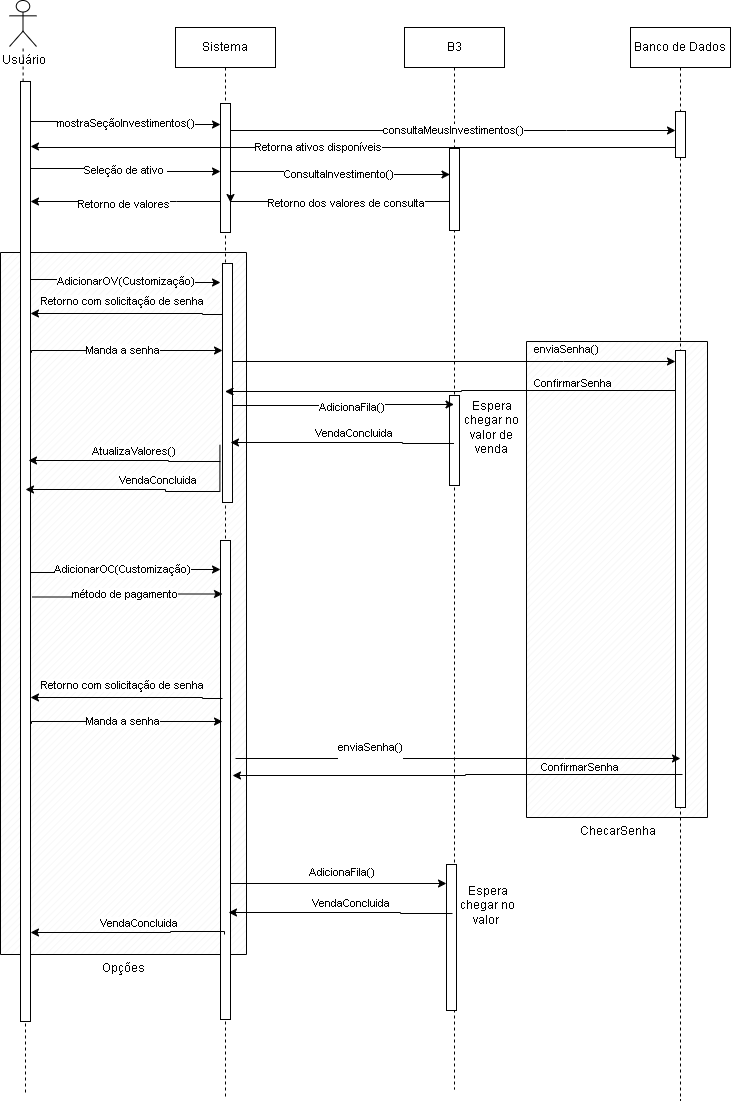 Usuário
Sistema
B3
Banco de Dados
mostraSeçãoInvestimentos()
consultaMeusInvestimentos()
Retorna ativos disponíveis
Seleção de ativo
ConsultaInvestimento()
Retorno de valores
Retorno dos valores de consulta
AdicionarOV(Customização)
Retorno com solicitação de senha
Manda a senha
enviaSenha()
ConfirmarSenha
AdicionaFila()
Espera
chegar no
valor de
venda
VendaConcluida
AtualizaValores()
VendaConcluida
AdicionarOC(Customização)
método de pagamento
Retorno com solicitação de senha
Manda a senha
enviaSenha()
ConfirmarSenha
ChecarSenha
AdicionaFila()
Espera
chegar no
valor
VendaConcluida
VendaConcluida
Opções